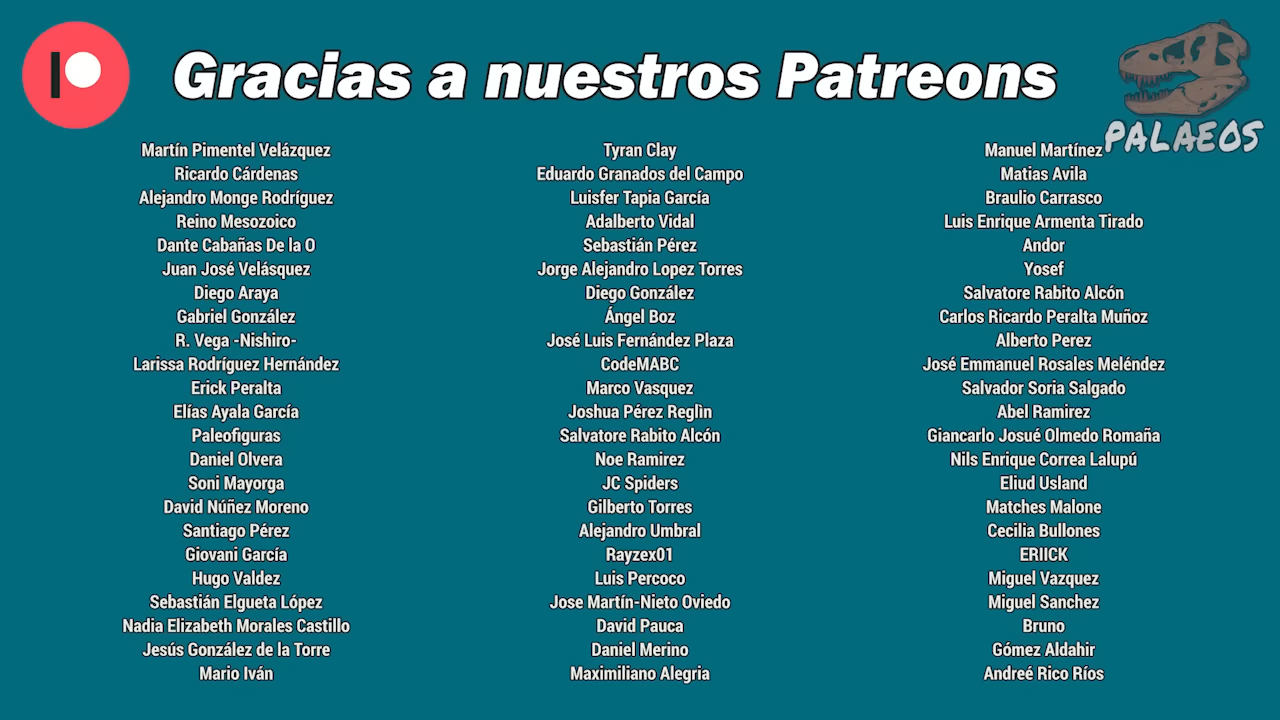 Gracias a nuestros Patreons
PALAEOS
Martín Pimentel Velázquez
Ricardo Cárdenas
Alejandro Monge Rodríguez
Reino Mesozoico
Dante Cabañas De la O
Juan José Velásquez
Diego Araya
Gabriel González
R. Vega -Nishiro-
Larissa Rodríguez Hernández
Erick Peralta
Elías Ayala García
Paleofiguras
Daniel Olvera
Soni Mayorga
David Núñez Moreno
Santiago Pérez
Giovani García
Hugo Valdez
Sebastián Elgueta López
Nadia Elizabeth Morales Castillo
Jesús González de la Torre
Mario Iván
Tyran Clay
Eduardo Granados del Campo
Luisfer Tapia García
Adalberto Vidal
Sebastián Pérez
Jorge Alejandro Lopez Torres
Diego González
Ángel Boz
José Luis Fernández Plaza
CodeMABC
Marco Vasquez
Joshua Pérez Reglìn
Salvatore Rabito Alcón
Noe Ramirez
JC Spiders
Gilberto Torres
Alejandro Umbral
Rayzex01
Luis Percoco
Jose Martín-Nieto Oviedo
David Pauca
Daniel Merino
Maximiliano Alegria
Manuel Martínez
Matias Avila
Braulio Carrasco
Luis Enrique Armenta Tirado
Andor
Yosef
Salvatore Rabito Alcón
Carlos Ricardo Peralta Muñoz
Alberto Perez
José Emmanuel Rosales Meléndez
Salvador Soria Salgado
Abel Ramirez
Giancarlo Josué Olmedo Romaña
Nils Enrique Correa Lalupú
Eliud Usland
Matches Malone
Cecilia Bullones
ERIICK
Miguel Vazquez
Miguel Sanchez
Bruno
Gómez Aldahir
Andreé Rico Ríos